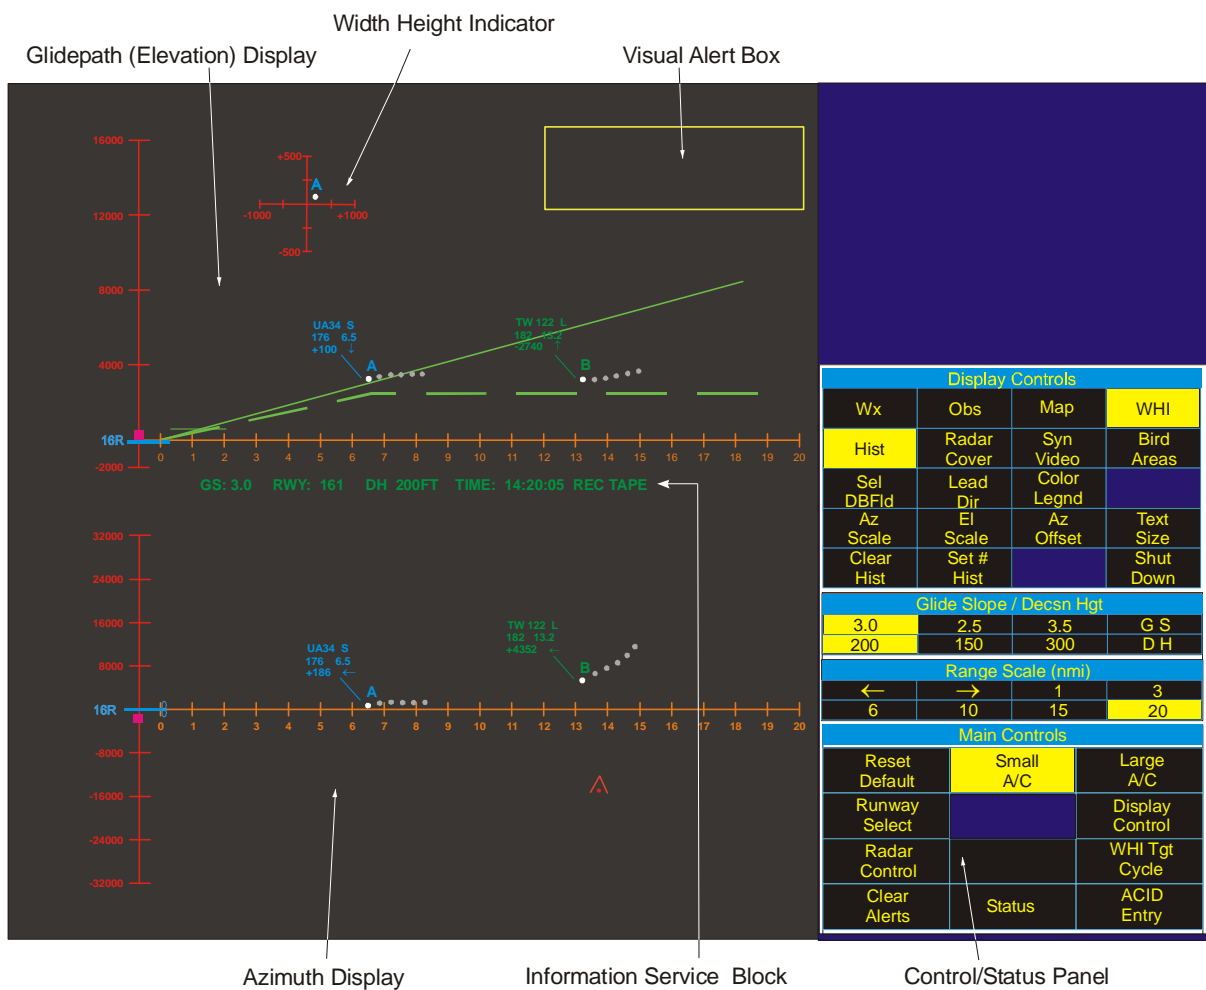 Width Height Indicator
Glidepath (Elevation) Display
Visual Alert Box
16000
12000
8000
4000
16R
-2000
+500
A
-1000
+1000
-500
UA34 S
176 6.5
+100 ↓
A
TW 122 L
182 13.2
-2740 ↑
B
0 1 2 3 4 5 6 7 8 9 10 11 12 13 14 15 16 17 18 19 20
GS: 3.0 RWY: 161 DH 200FT TIME: 14:20:05 REC TAPE
32000
24000
16000
8000
16R
-8000
-16000
-24000
-32000
UA34 S
176 6.5
+186 ←
A
TW 122 L
182 13.2
+4352 ←
B
0 1 2 3 4 5 6 7 8 9 10 11 12 13 14 15 16 17 18 19 20
Display Controls
Wx
Obs
Map
WHI
Hist
Radar
Cover
Syn
Video
Bird
Areas
Sel
DBFld
Lead
Dir
Color
Legnd
Az
Scale
El
Scale
Az
Offset
Text
Size
Clear
Hist
Set #
Hist
Shut
Down
Glide Slope / Decsn Hgt
3.0 2.5 3.5 G S
200 150 300 D H
Range Scale (nmi)
← → 1 3
6 10 15 20
Main Controls
Reset
Default
Small
A/C
Large
A/C
Runway
Select
Display
Control
Radar
Control
WHI Tgt
Cycle
Clear
Alerts
Status
ACID
Entry
Azimuth Display
Information Service Block
Control/Status Panel